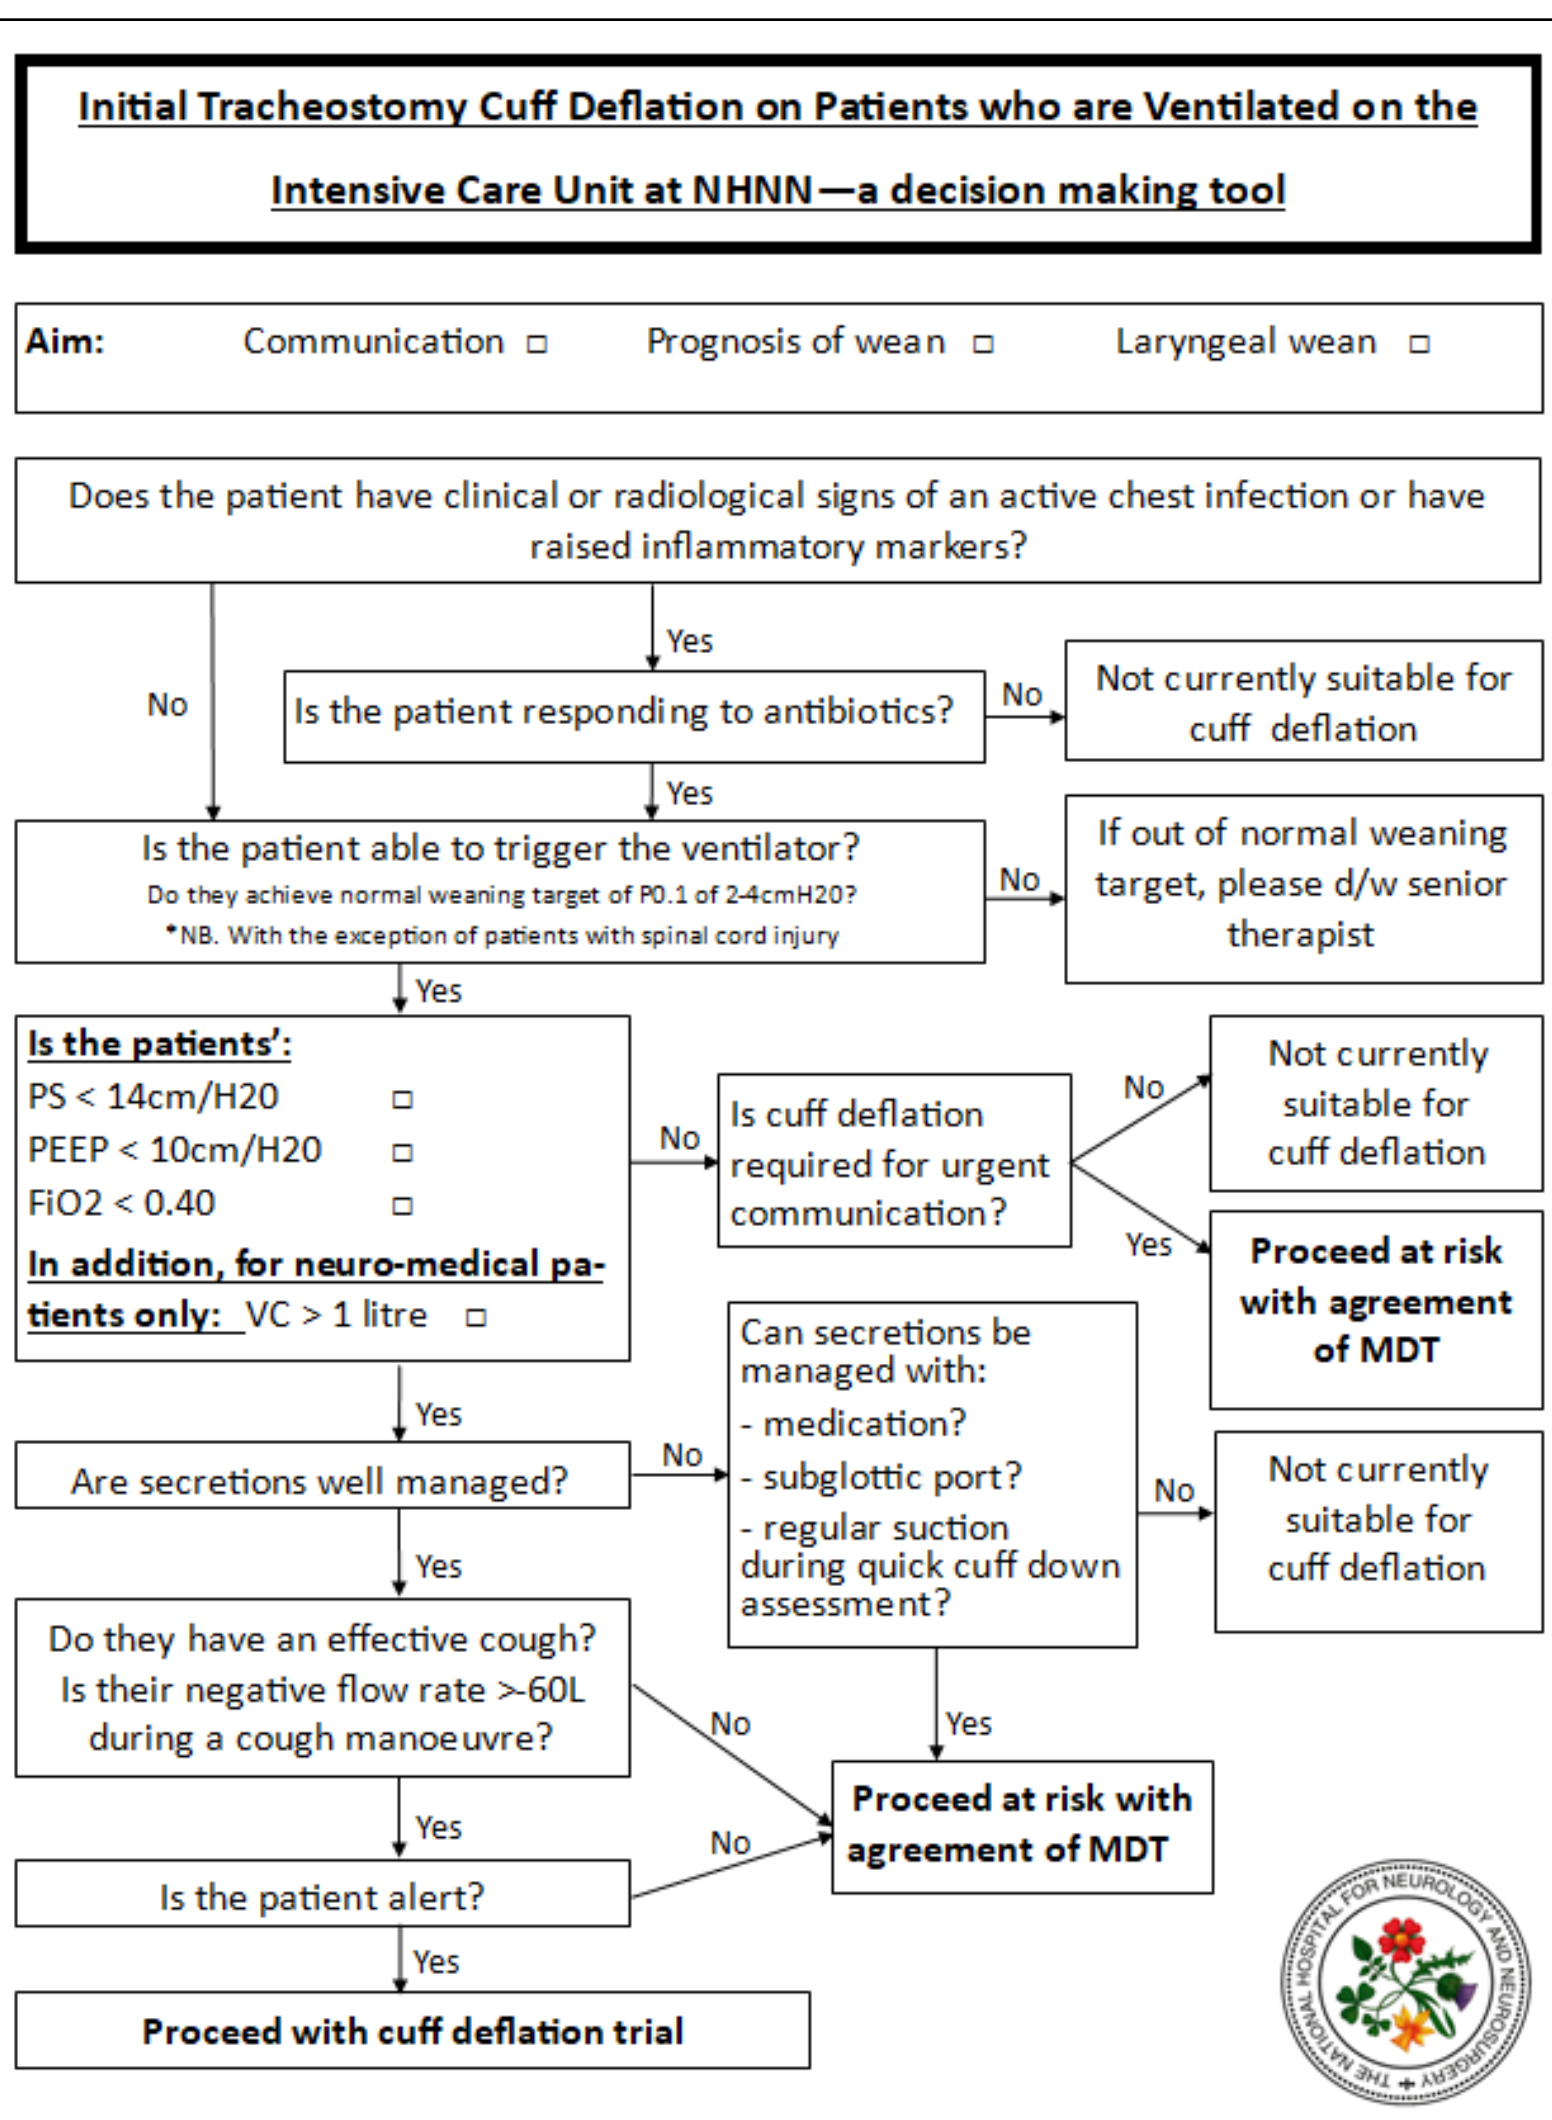 Initial Tracheostomy Cuff Deflation on Patients who are Ventilated on the
Intensive Care Unit at NHNN—a decision making tool
Aim: Communication □ Prognosis of wean □ Laryngeal wean □
Does the patient have clinical or radiological signs of an active chest infection or have
raised inflammatory markers?
No
Yes
Is the patient responding to antibiotics?
No
Not currently suitable for
cuff deflation
Yes
Is the patient able to trigger the ventilator?
Do they achieve normal weaning target of P0.1 of 2-4cmH20?
*NB. With the exception of patients with spinal cord injury
No
If out of normal weaning
target, please d/w senior
therapist
Yes
Is the patients’:
PS < 14cm/H20 □
PEEP < 10cm/H20 □
FiO2 < 0.40 □
In addition, for neuro-medical pa-
tients only: VC > 1 litre □
No
Is cuff deflation
required for urgent
communication?
No
Not currently
suitable for
cuff deflation
Yes
Proceed at risk
with agreement
of MDT
Yes
Are secretions well managed?
No
Can secretions be
managed with:
- medication?
- subglottic port?
- regular suction
during quick cuff down
assessment?
No
Not currently
suitable for
cuff deflation
Yes
Yes
Do they have an effective cough?
Is their negative flow rate >-60L
during a cough manoeuvre?
No
Proceed at risk with
agreement of MDT
Yes
Is the patient alert?
No
Yes
Proceed with cuff deflation trial
THE NATIONAL HOSPITAL FOR NEUROLOGY AND NEUROSURGERY